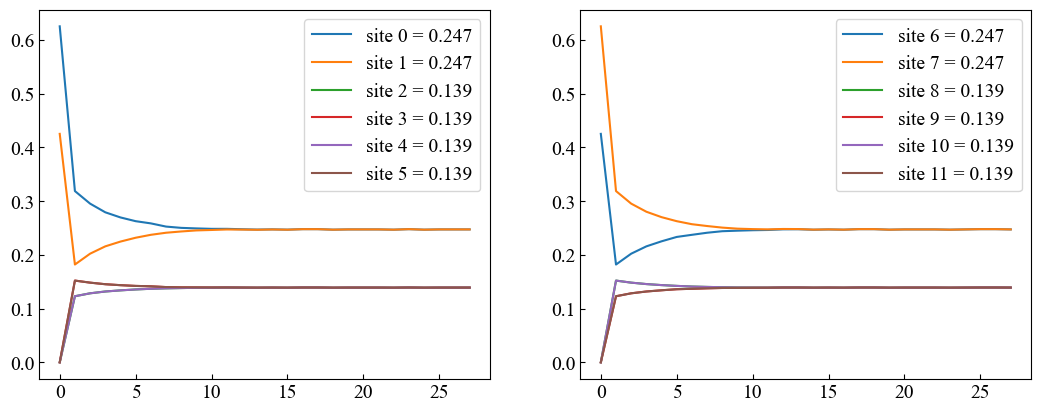 0.6
0.5
0.4
0.3
0.2
0.1
0.0
0 5 10 15 20 25
site 0 = 0.247
site 1 = 0.247
site 2 = 0.139
site 3 = 0.139
site 4 = 0.139
site 5 = 0.139
0.6
0.5
0.4
0.3
0.2
0.1
0.0
0 5 10 15 20 25
site 6 = 0.247
site 7 = 0.247
site 8 = 0.139
site 9 = 0.139
site 10 = 0.139
site 11 = 0.139